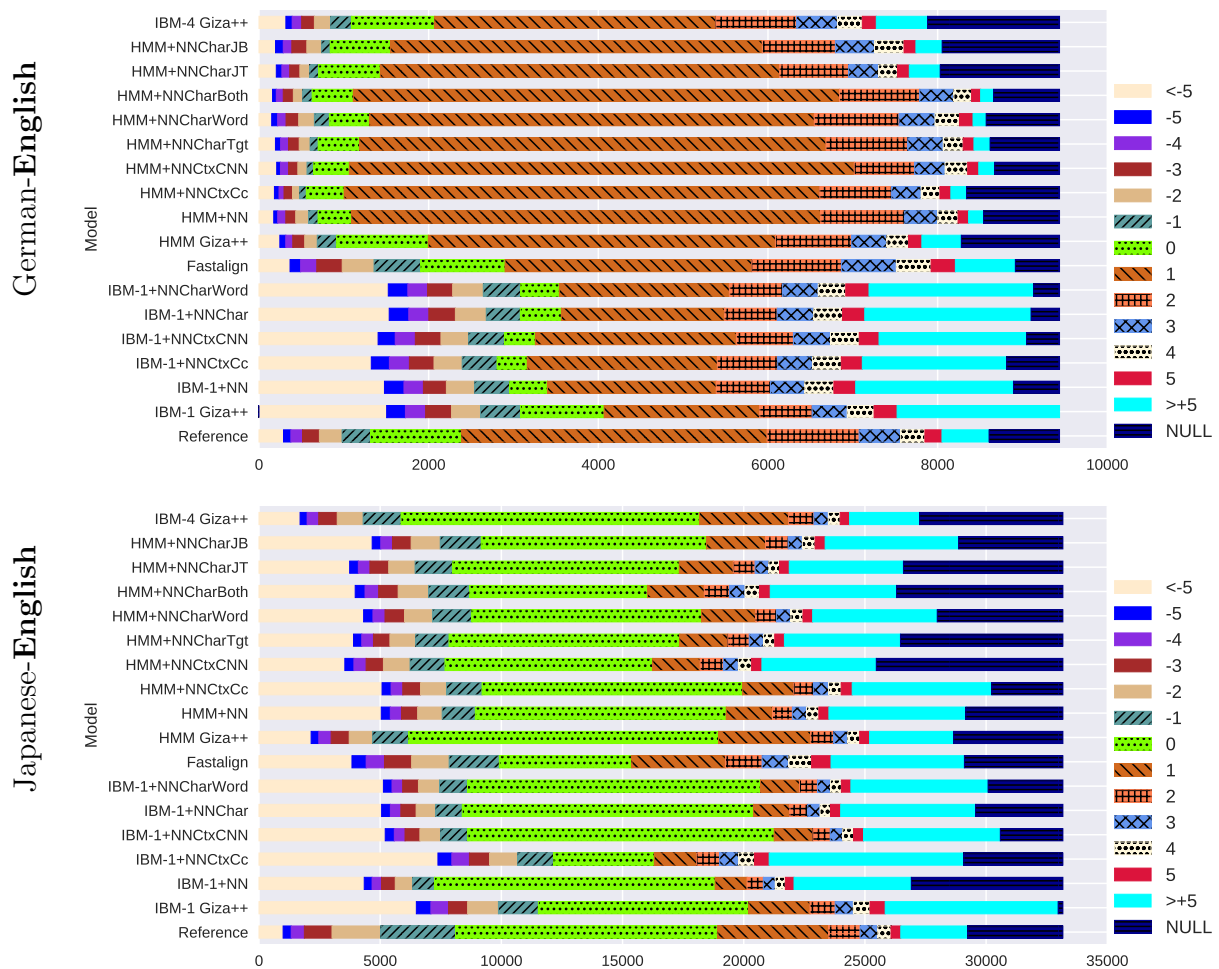 German-English
Model
IBM-4 Giza++
HMM+NNCharJB
HMM+NNCharJT
HMM+NNCharBoth
HMM+NNCharWord
HMM+NNCharTgt
HMM+NNCtxCNN
HMM+NNCtxCc
HMM+NN
HMM Giza++
Fastalign
IBM-1+NNCharWord
IBM-1+NNChar
IBM-1+NNCtxCNN
IBM-1+NNCtxCc
IBM-1+NN
IBM-1 Giza++
Reference
0 2000 4000 6000 8000 10000
<-5
-5
-4
-3
-2
-1
0
1
2
3
4
5
>+5
NULL
Japanese-English
Model
IBM-4 Giza++
HMM+NNCharJB
HMM+NNCharJT
HMM+NNCharBoth
HMM+NNCharWord
HMM+NNCharTgt
HMM+NNCtxCNN
HMM+NNCtxCc
HMM+NN
HMM Giza++
Fastalign
IBM-1+NNCharWord
IBM-1+NNChar
IBM-1+NNCtxCNN
IBM-1+NNCtxCc
IBM-1+NN
IBM-1 Giza++
Reference
0 5000 10000 15000 20000 25000 30000 35000
<-5
-5
-4
-3
-2
-1
0
1
2
3
4
5
>+5
NULL